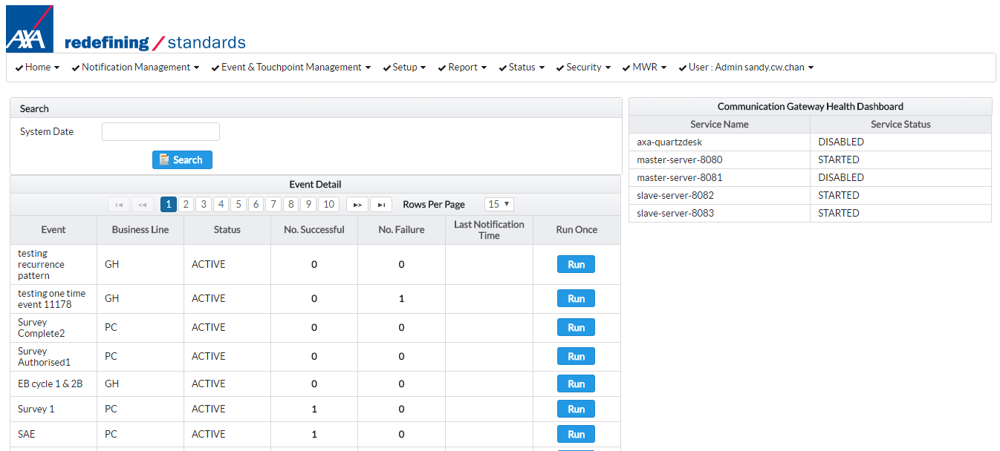 AXA
redefining / standards
Home
Notification Management
Event & Touchpoint Management
Setup
Report
Status
Security
MWR
User : Admin sandy.cw.chan
Search
System Date
Search
Event Detail
1 2 3 4 5 6 7 8 9 10 Rows Per Page 15
Event Business Line Status No. Successful No. Failure Last Notification
Time
Run Once
testing
recurrence
pattern
GH ACTIVE 0 0 Run
testing one time
event 11178
GH ACTIVE 0 1 Run
Survey
Complete2
PC ACTIVE 0 0 Run
Survey
Authorised1
PC ACTIVE 0 0 Run
EB cycle 1 & 2B GH ACTIVE 0 0 Run
Survey 1 PC ACTIVE 1 0 Run
SAE PC ACTIVE 1 0 Run
Communication Gateway Health Dashboard
Service Name Service Status
axa-quartzdesk DISABLED
master-server-8080 STARTED
master-server-8081 DISABLED
slave-server-8082 STARTED
slave-server-8083 STARTED